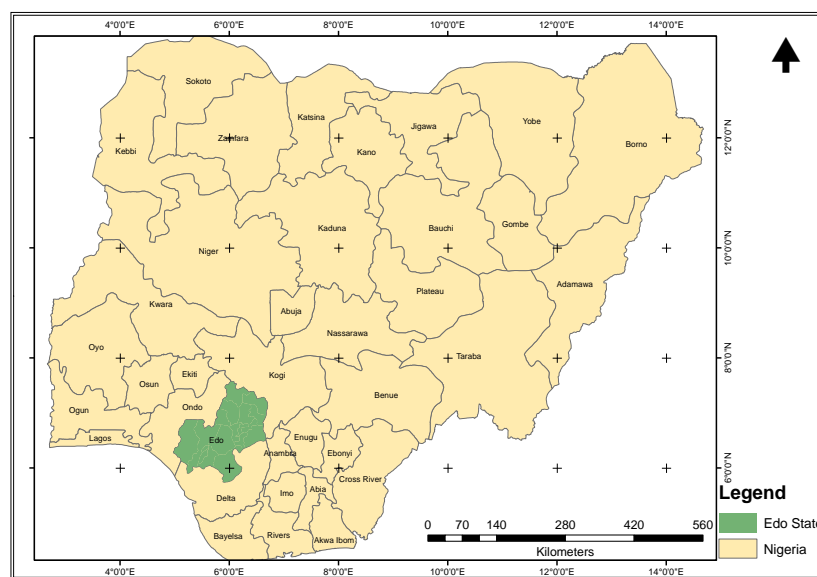 4°0'0"E 6°0'0"E 8°0'0"E 10°0'0"E 12°0'0"E 14°0'0"E
Sokoto
Katsina
Yobe
Jigawa
Zamfara
12°0'0"N
Kebbi
Kano
Borno
Gombe
Kaduna
Bauchi
Niger
10°0'0"N
Adamawa
Plateau
Kwara
Abuja
Nassarawa
Oyo
Taraba
8°0'0"N
Ekiti
Kogi
Osun
Benue
Ogun
Ondo
Lagos
Edo
Enugu
Anambra
Ebonyi
6°0'0"N
Cross River
Imo
Abia
Delta
Legend
Edo State
Nigeria
Bayelsa
Rivers
Akwa Ibom
0 70 140 280 420 560
Kilometers
4°0'0"E 6°0'0"E 8°0'0"E 10°0'0"E 12°0'0"E 14°0'0"E